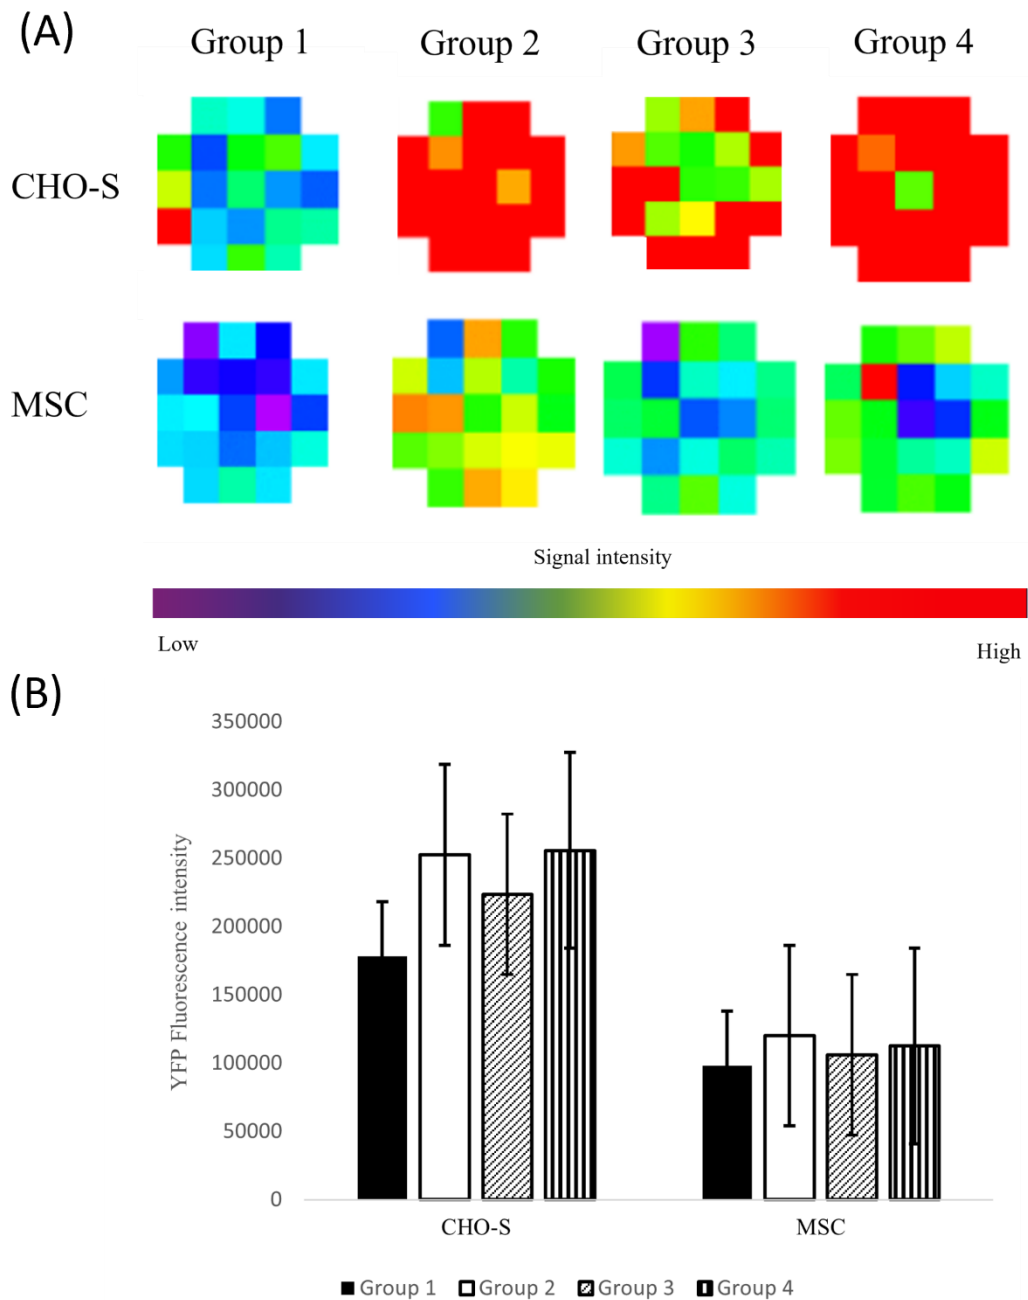 (A)
Group 1 Group 2 Group 3 Group 4
CHO-S
MSC
Signal intensity
Low High
(B)
YFP Fluorescence intensity
350000
300000
250000
200000
150000
100000
50000
0
CHO-S MSC
Group 1 Group 2 Group 3 Group 4